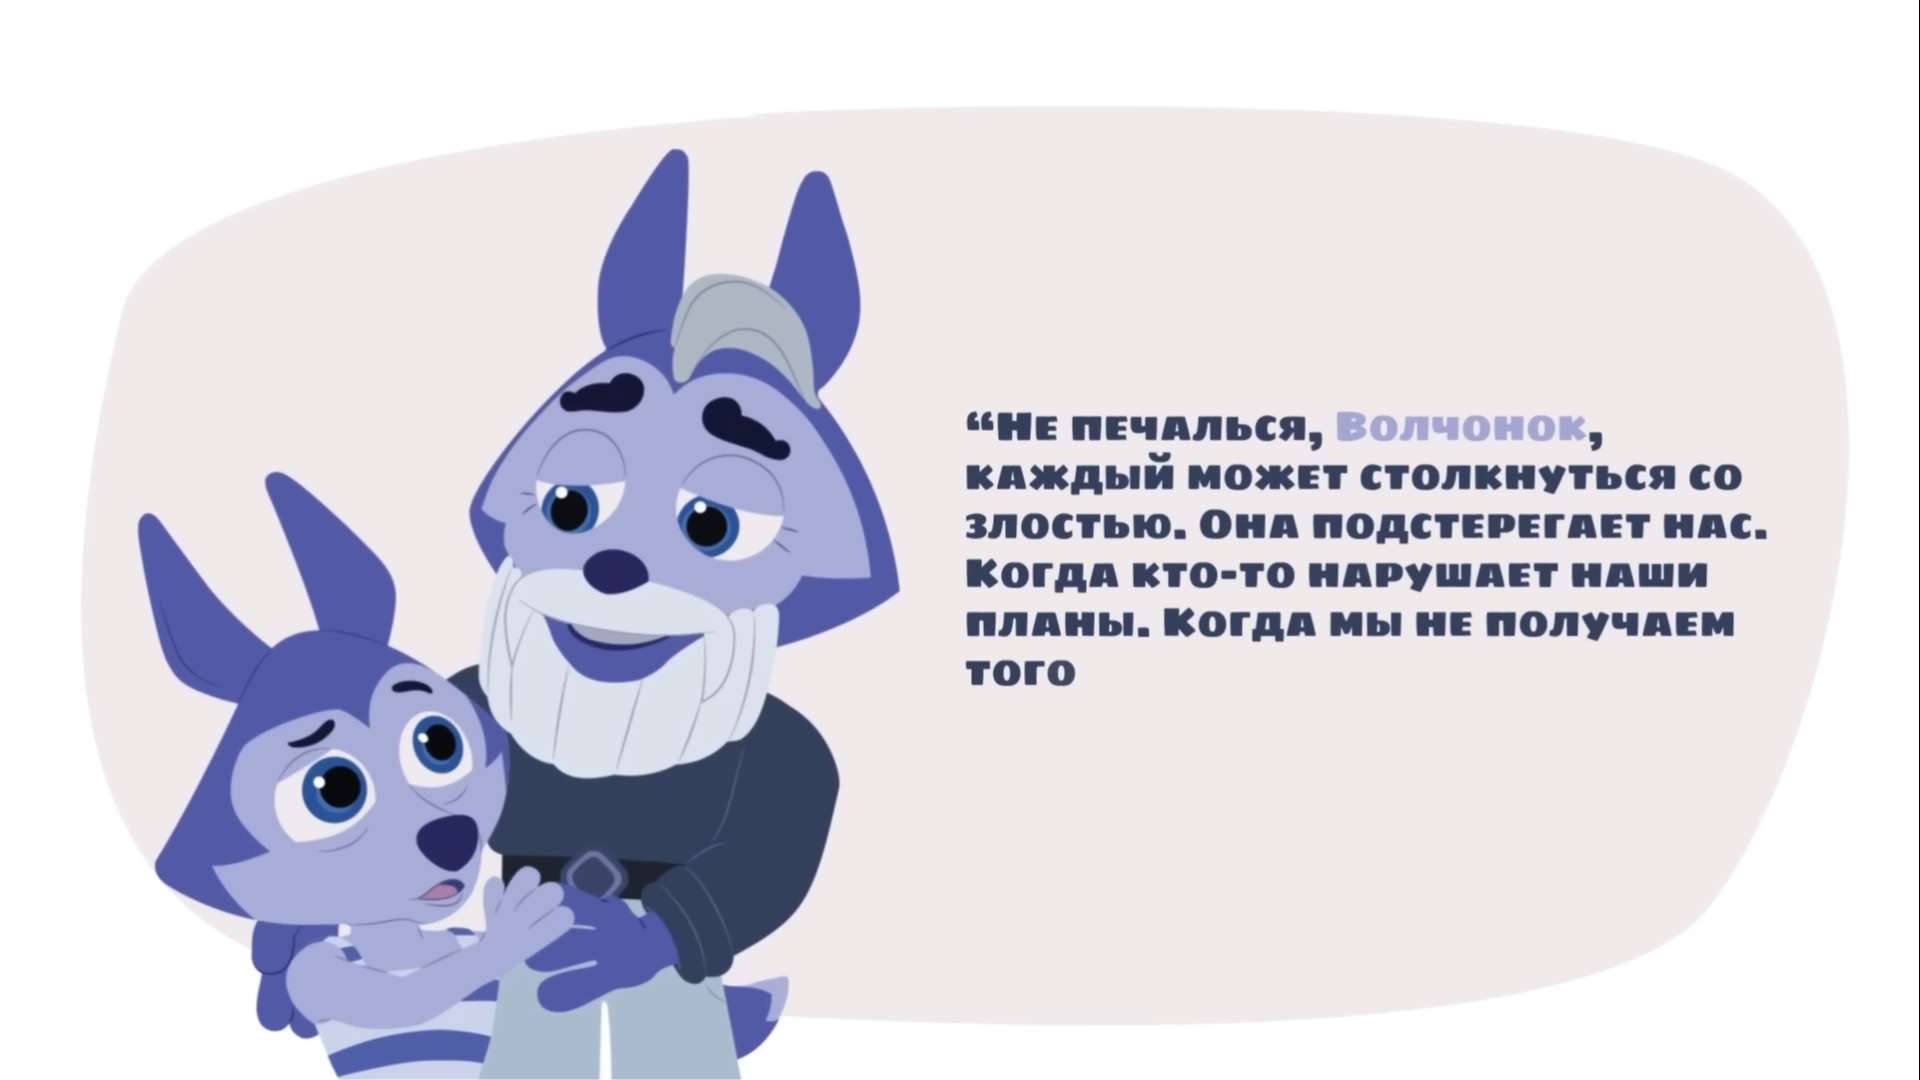 “Не печалься, Волчонок,
каждый может столкнуться со
злостью. Она подстерегает нас.
Когда кто-то нарушает наши
планы. Когда мы не получаем
того